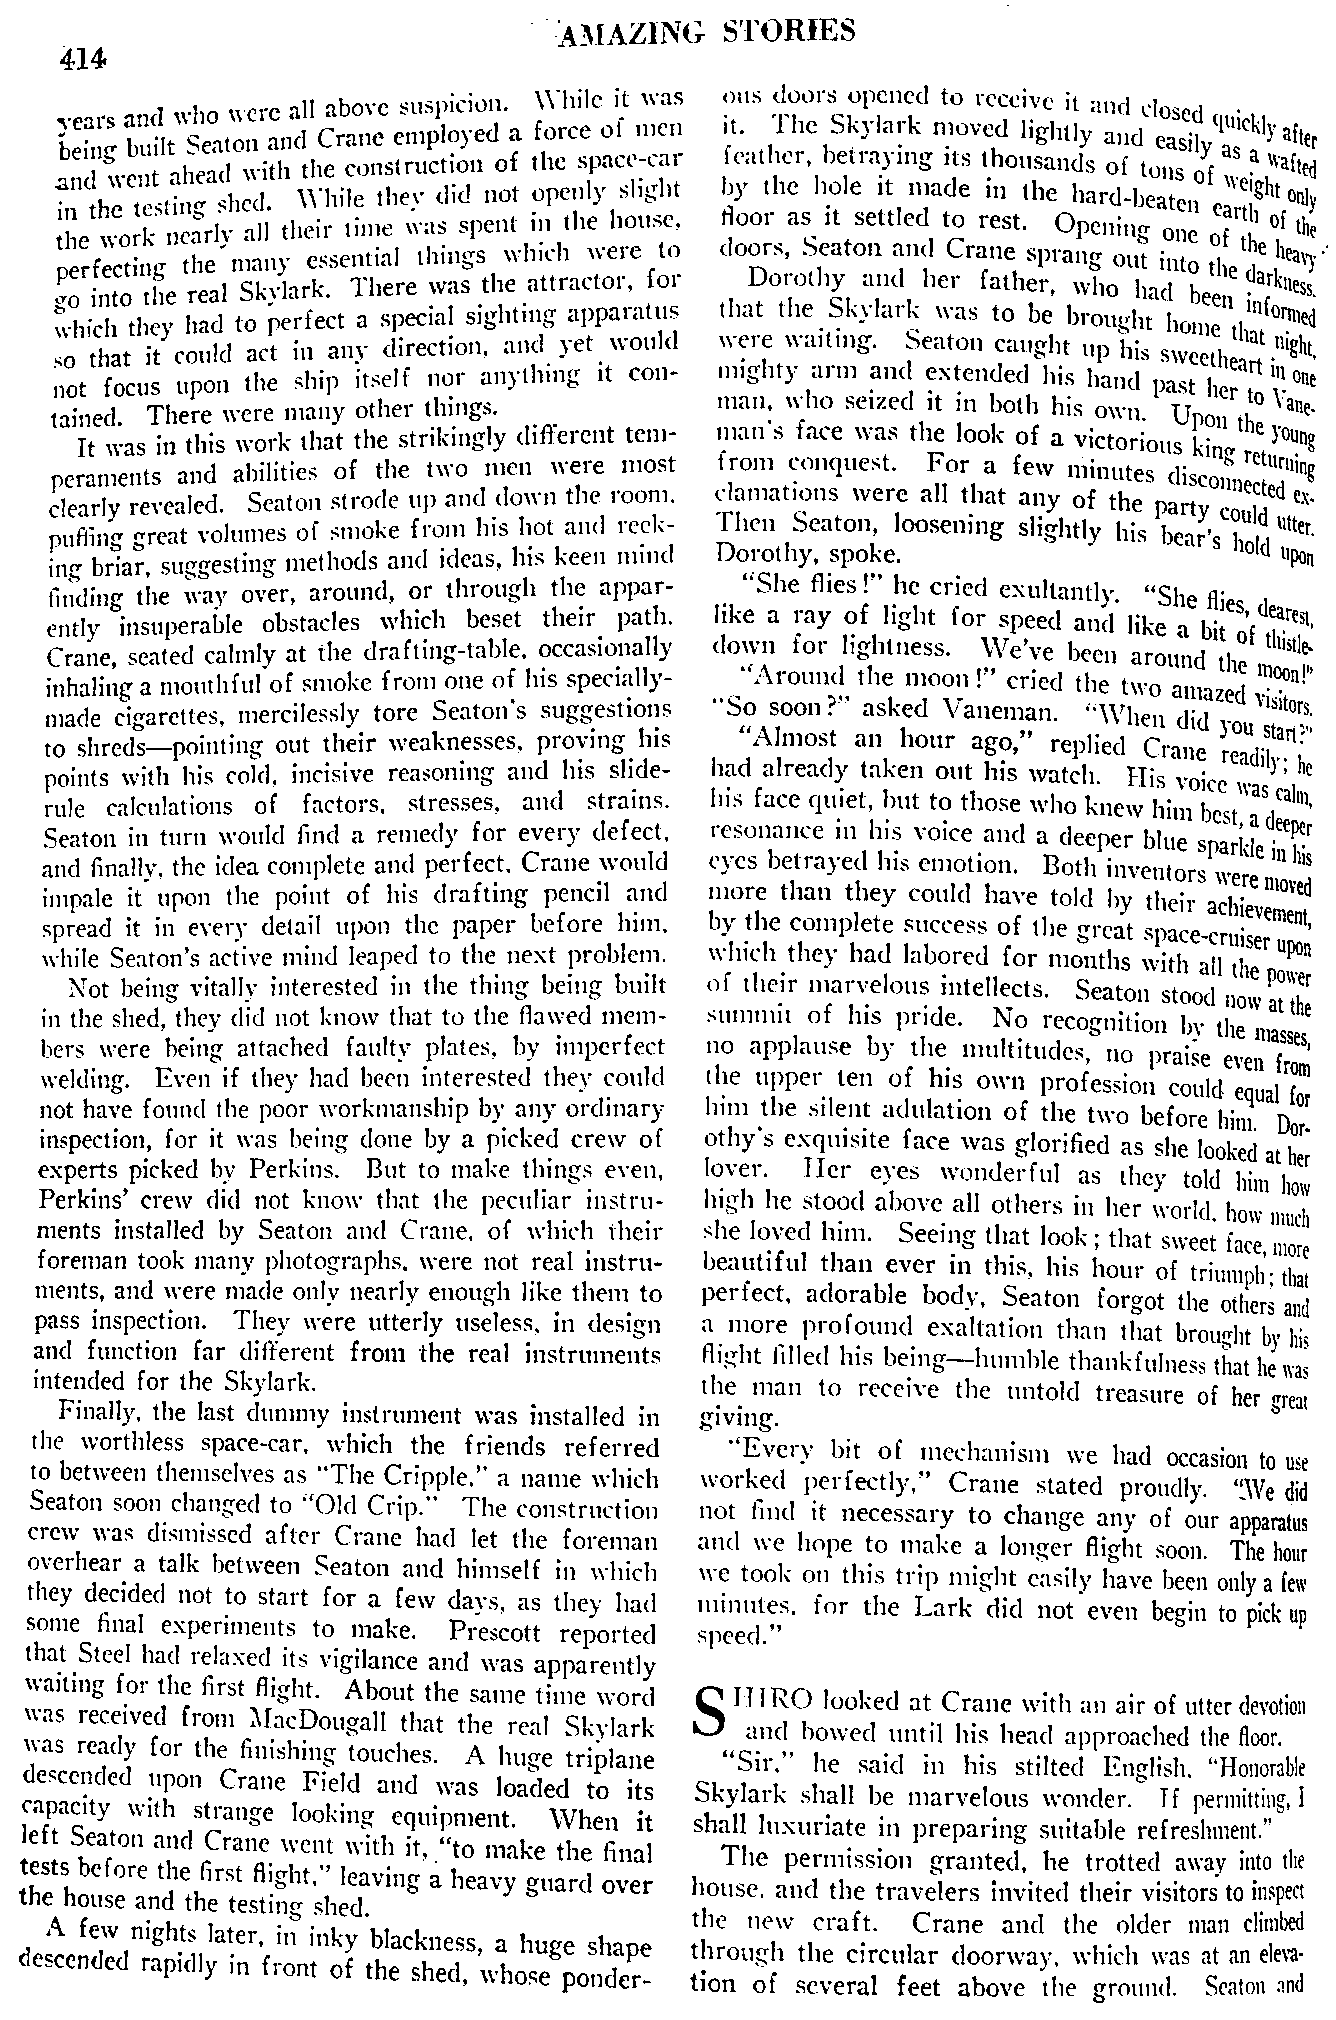 414
AMAZING STORIES
years and who were all above suspicion. While it was
being built Seaton and Crane employed a force of men
and went ahead with the construction of the space-car
in the testing shed. While they did not openly slight
the work nearly all their time was spent in the house,
perfecting the many essential things which were to
go into the real Skylark. There was the attractor, for
which they had to perfect a special sighting apparatus
so that it could act in any direction, and yet would
not focus upon the ship itself nor anything it con-
tained. There were many other things.
It was in this work that the strikingly different tem-
peraments and abilities of the two men were most
clearly revealed. Seaton strode up and down the room,
puffing great volumes of smoke from his hot and reek-
ing briar, suggesting methods and ideas, his keen mind
finding the way over, around, or through the appar-
ently insuperable obstacles which beset their path.
Crane, seated calmly at the drafting-table, occasionally
inhaling a mouthful of smoke from one of his specially-
made cigarettes, mercilessly tore Seaton's suggestions
to shreds—pointing out their weaknesses, proving his
points with his cold, incisive reasoning and his slide-
rule calculations of factors, stresses, and strains.
Seaton in turn would find a remedy for every defect,
and finally, the idea complete and perfect, Crane would
impale it upon the point of his drafting pencil and
spread it in every detail upon the paper before him,
while Seaton's active mind leaped to the next problem.
Not being vitally interested in the thing being built
in the shed, they did not know that to the flawed mem-
bers were being attached faulty plates, by imperfect
welding. Even if they had been interested they could
not have found the poor workmanship by any ordinary
inspection, for it was being done by a picked crew of
experts picked by Perkins. But to make things even,
Perkins' crew did not know that the peculiar instru-
ments installed by Seaton and Crane, of which their
foreman took many photographs, were not real instru-
ments, and were made only nearly enough like them to
pass inspection. They were utterly useless, in design
and function far different from the real instruments
intended for the Skylark.
Finally, the last dummy instrument was installed in
the worthless space-car, which the friends referred
to between themselves as "The Cripple," a name which
Seaton soon changed to "Old Crip." The construction
crew was dismissed after Crane had let the foreman
overhear a talk between Seaton and himself in which
they decided not to start for a few days, as they had
some final experiments to make. Prescott reported
that Steel had relaxed its vigilance and was apparently
waiting for the first flight. About the same time word
was received from MacDougall that the real Skylark
was ready for the finishing touches. A huge triplane
descended upon Crane Field and was loaded to its
capacity with strange looking equipment. When it
left Seaton and Crane went with it, "to make the final
tests before the first flight," leaving a heavy guard over
the house and the testing shed.
A few nights later, in inky blackness, a huge shape
descended rapidly in front of the shed, whose ponder-
ous doors opened to receive it and closed quickly after
it. The Skylark moved lightly and easily as a wafted
feather, betraying its thousands of tons of weight only
by the hole it made in the hard-beaten earth of the
floor as it settled to rest. Opening one of the heavy
doors, Seaton and Crane sprang out into the darkness.
Dorothy and her father, who had been informed
that the Skylark was to be brought home that night,
were waiting. Seaton caught up his sweetheart in one
mighty arm and extended his hand past her to Vane-
man, who seized it in both his own. Upon the young
man's face was the look of a victorious king returning
from conquest. For a few minutes disconnected ex-
clamations were all that any of the party could utter.
Then Seaton, loosening slightly his bear's hold upon
Dorothy, spoke.
"She flies!" he cried exultantly. "She flies, dearest,
like a ray of light for speed and like a bit of thistle-
down for lightness. We've been around the moon!"
"Around the moon!" cried the two amazed visitors.
"So soon?" asked Vaneman. "When did you start?"
"Almost an hour ago," replied Crane readily; he
had already taken out his watch. His voice was calm,
his face quiet, but to those who knew him best, a deeper
resonance in his voice and a deeper blue sparkle in his
eyes betrayed his emotion. Both inventors were moved
more than they could have told by their achievement,
by the complete success of the great space-cruiser upon
which they had labored for months with all the power
of their marvelous intellects. Seaton stood now at the
summit of his pride. No recognition by the masses,
no applause by the multitudes, no praise even from
the upper ten of his own profession could equal for
him the silent adulation of the two before him. Dor-
othy's exquisite face was glorified as she looked at her
lover. Her eyes wonderful as they told him how
high he stood above all others in her world, how much
she loved him. Seeing that look; that sweet face, more
beautiful than ever in this, his hour of triumph; that
perfect, adorable body, Seaton forgot the others and
a more profound exaltation than that brought by his
flight filled his being—humble thankfulness that he was
the man to receive the untold treasure of her great
giving.
"Every bit of mechanism we had occasion to use
worked perfectly," Crane stated proudly. "We did
not find it necessary to change any of our apparatus
and we hope to make a longer flight soon. The hour
we took on this trip might easily have been only a few
minutes, for the Lark did not even begin to pick up
speed."
SHIRO looked at Crane with an air of utter devotion
and bowed until his head approached the floor.
"Sir," he said in his stilted English, "Honorable
Skylark shall be marvelous wonder. If permitting, I
shall luxuriate in preparing suitable refreshment."
The permission granted, he trotted away into the
house, and the travelers invited their visitors to inspect
the new craft. Crane and the older man climbed
through the circular doorway, which was at an eleva-
tion of several feet above the ground. Seaton and